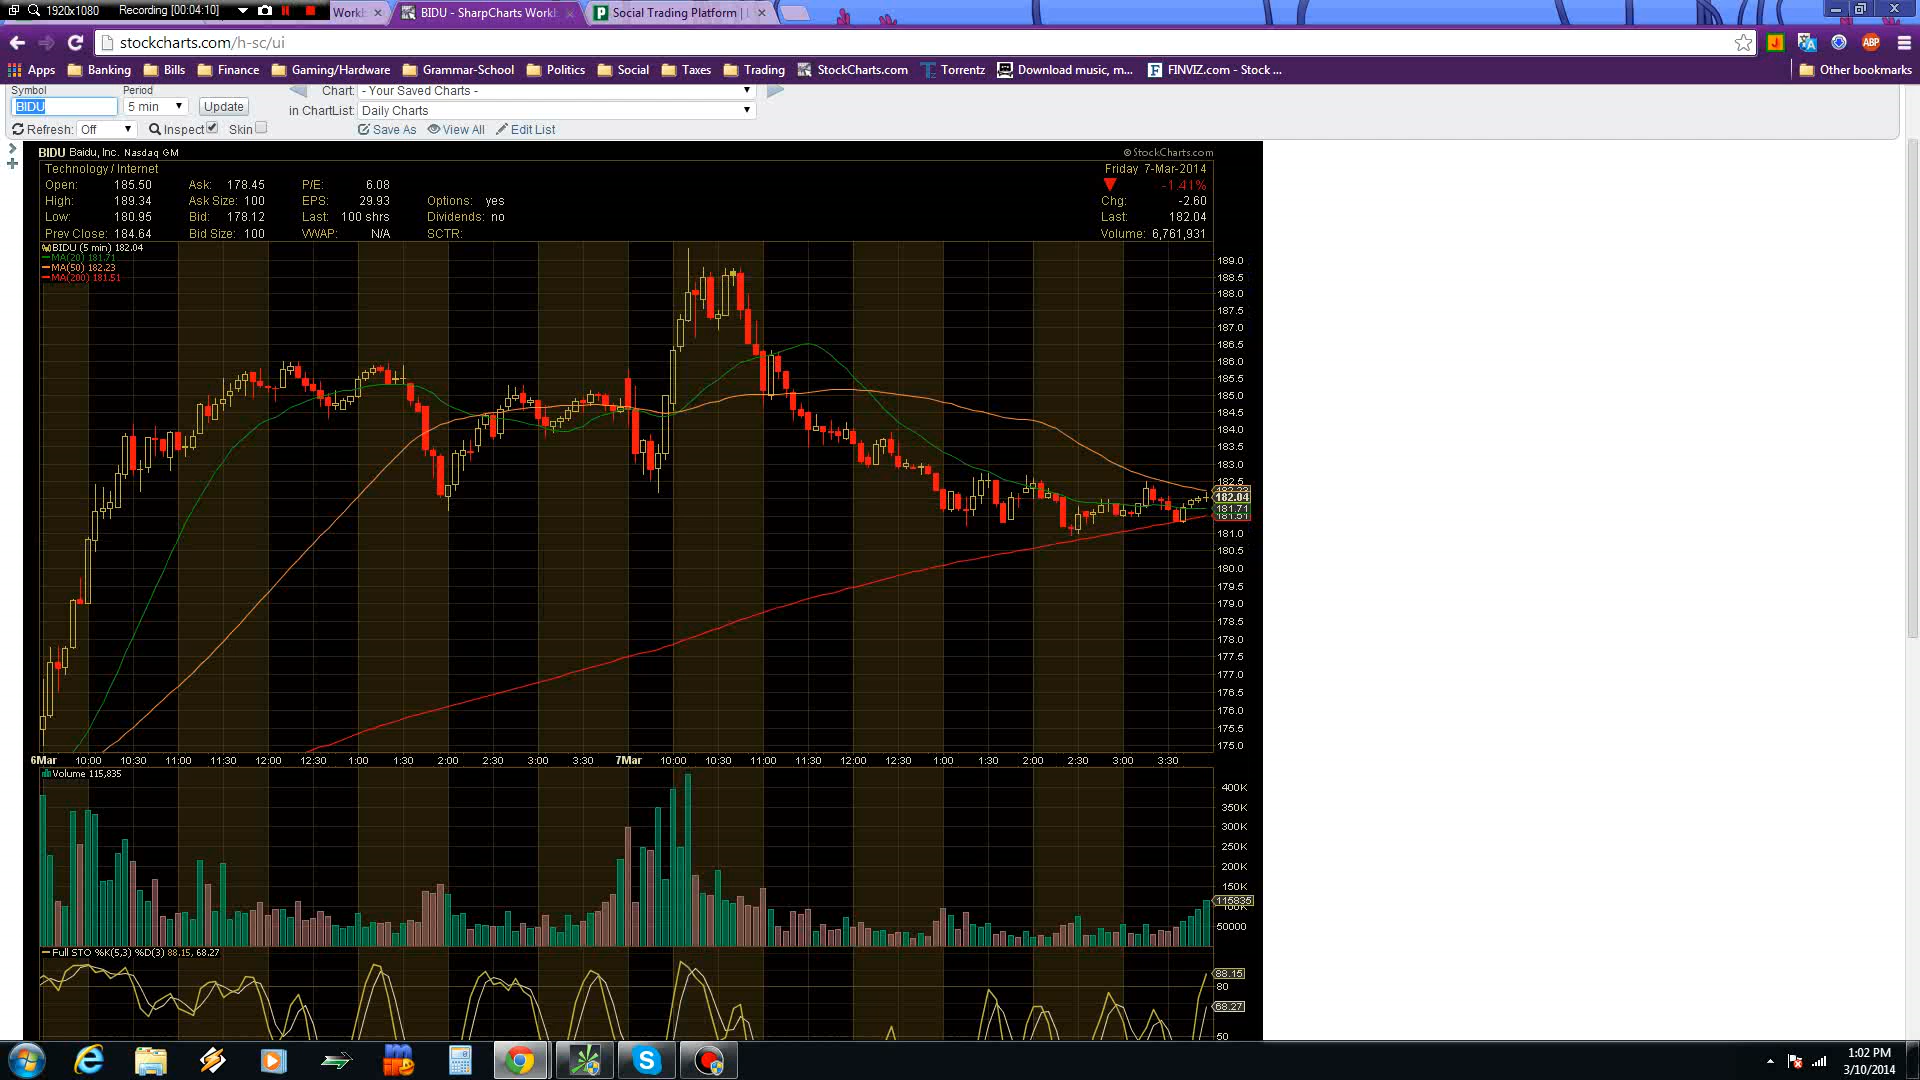 1920x1080 Recording [00:04:10] Workb BIDU - SharpCharts Workb Social Trading Platform |
stockcharts.com/h-sc/ui
Apps Banking Bills Finance Gaming/Hardware Grammar-School Politics Social Taxes Trading StockCharts.com Torrentz Download music, m... FINVIZ.com - Stock ... Other bookmarks
Symbol Period Chart: - Your Saved Charts -
BIDU 5 min Update in ChartList: Daily Charts
Refresh: Off Inspect Skin Save As View All Edit List
BIDU Baidu, Inc. Nasdaq GM ©StockCharts.com
Technology / Internet Friday 7-Mar-2014
Open: 185.50 Ask: 178.45 P/E: 6.08 -1.41%
High: 189.34 Ask Size: 100 EPS: 29.93 Options: yes Chg: -2.60
Low: 180.95 Bid: 178.12 Last: 100 shrs Dividends: no Last: 182.04
Prev Close: 184.64 Bid Size: 100 VWAP: N/A SCTR: Volume: 6,761,931
BIDU (5 min) 182.04
MA(20) 181.71
MA(50) 182.23
MA(200) 181.51
189.0
188.5
188.0
187.5
187.0
186.5
186.0
185.5
185.0
184.5
184.0
183.5
183.0
182.5
182.04
181.71
181.51
181.0
180.5
180.0
179.5
179.0
178.5
178.0
177.5
177.0
176.5
176.0
175.5
175.0
6Mar 10:00 10:30 11:00 11:30 12:00 12:30 1:00 1:30 2:00 2:30 3:00 3:30 7Mar 10:00 10:30 11:00 11:30 12:00 12:30 1:00 1:30 2:00 2:30 3:00 3:30
Volume 115,835
400K
350K
300K
250K
200K
150K
115835
100K
50000
Full STO %K(5,3) %D(3) 88.15, 68.27
88.15
80
68.27
50
1:02 PM
3/10/2014